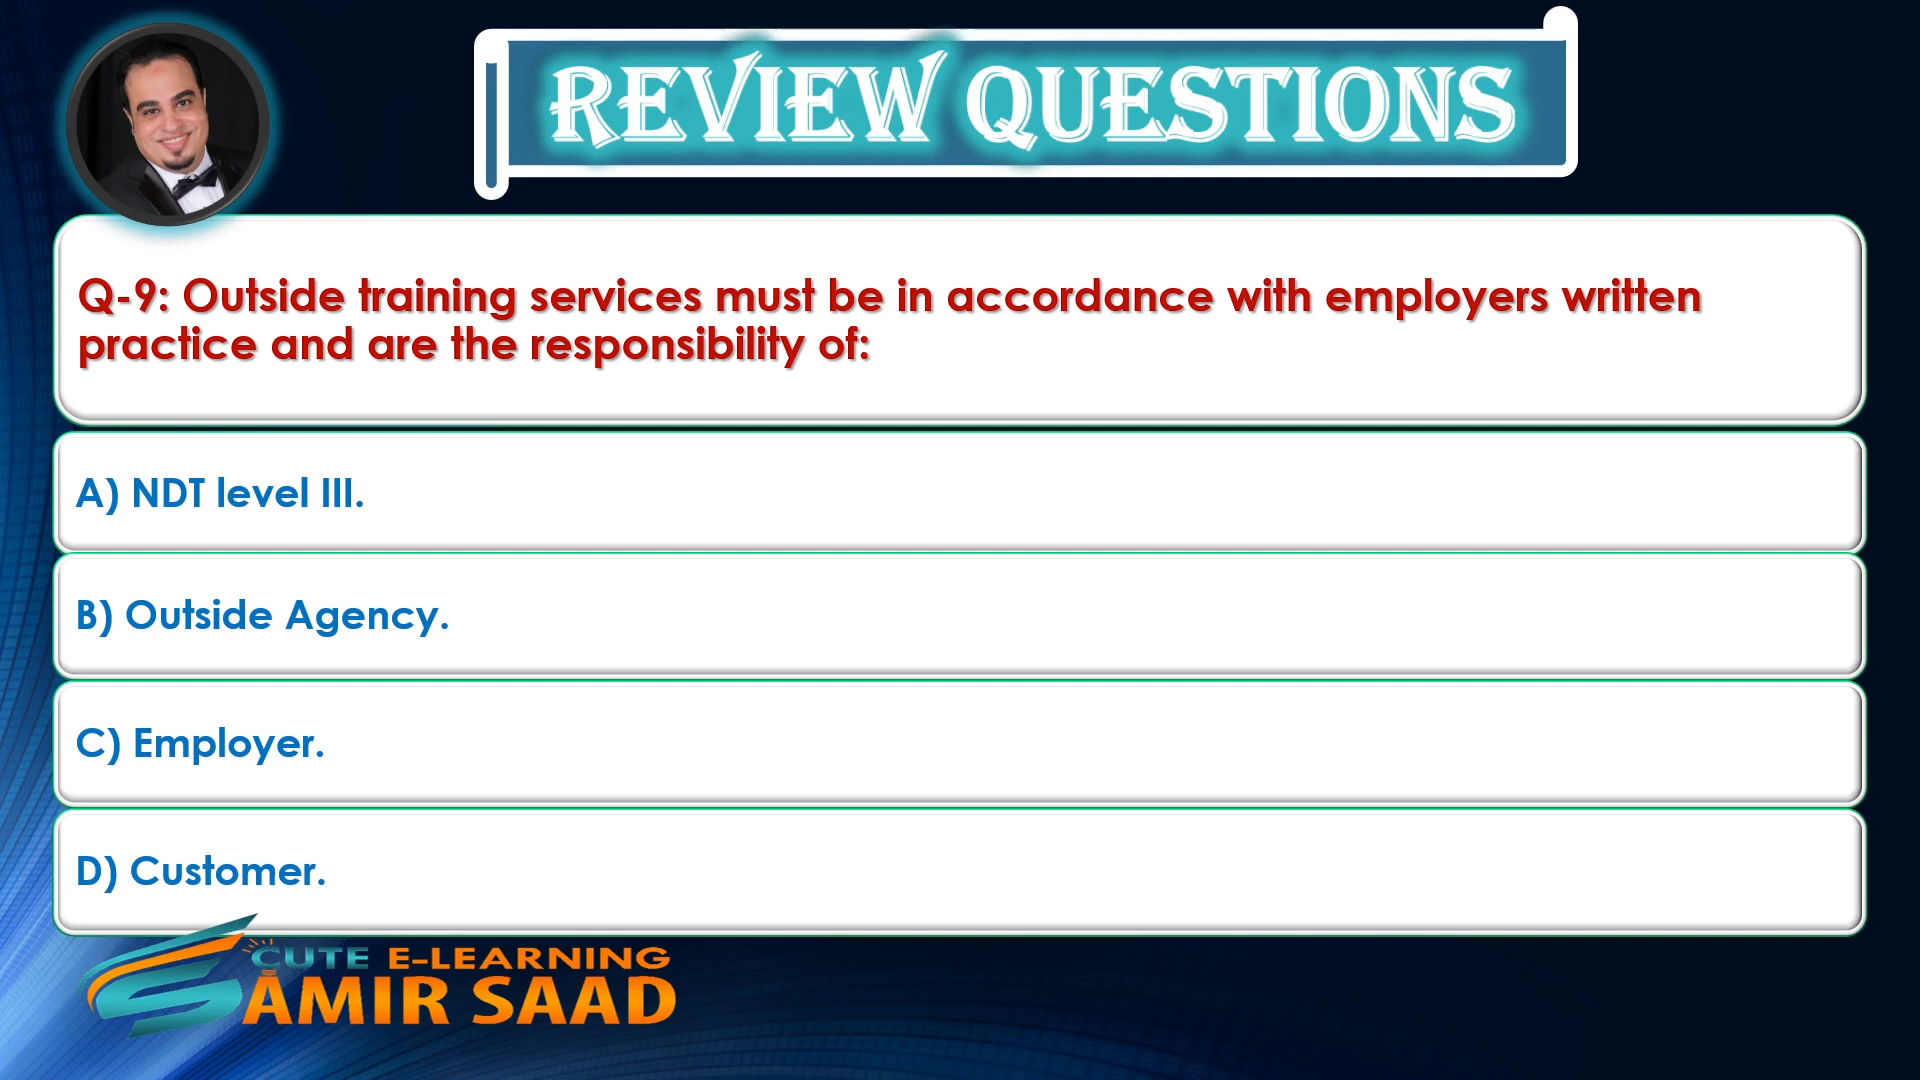 REVIEW QUESTIONS
Q-9: Outside training services must be in accordance with employers written
practice and are the responsibility of:
A) NDT level III.
B) Outside Agency.
C) Employer.
D) Customer.
CUTE E-LEARNING
AMIR SAAD